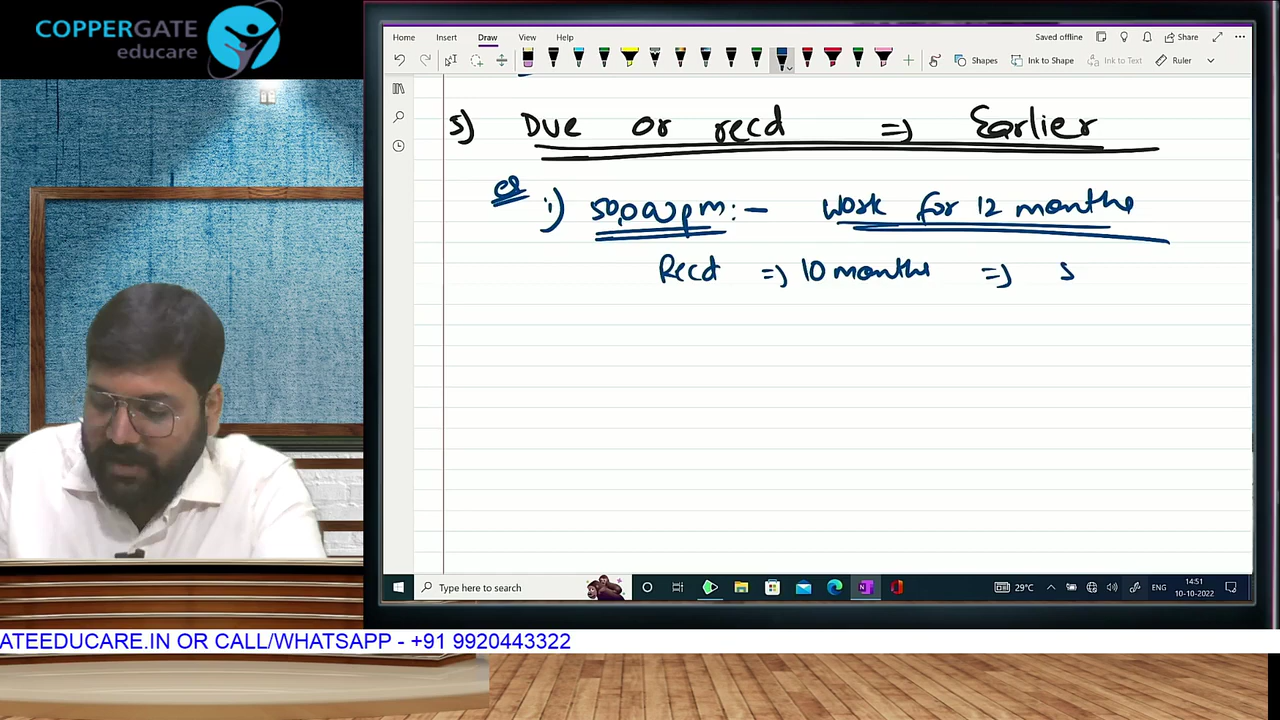 COPPERGATE
educare
Home Insert Draw View Help
Saved offline
Share
Shapes
Ink to Shape
Ink to Text
Ruler
5) Due or recd => Earlier
eg i) 50,000 pm :- Work for 12 months
Recd => 10 months => 5
Type here to search
29°C
ENG
14:51
10-10-2022
ATEEDUCARE.IN OR CALL/WHATSAPP - +91 9920443322